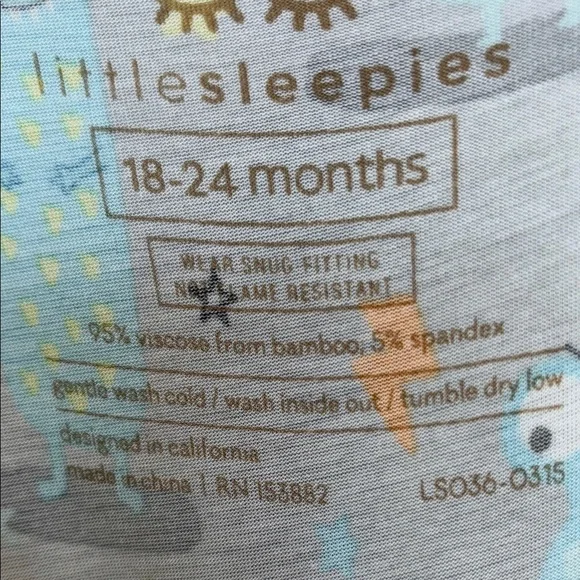 littlesleepies
18-24 months
WEAR SNUG FITTING
NOT FLAME RESISTANT
95% viscose from bamboo, 5% spandex
gentle wash cold / wash inside out / tumble dry low
designed in california
made in china | RN 153882
LS036-0315